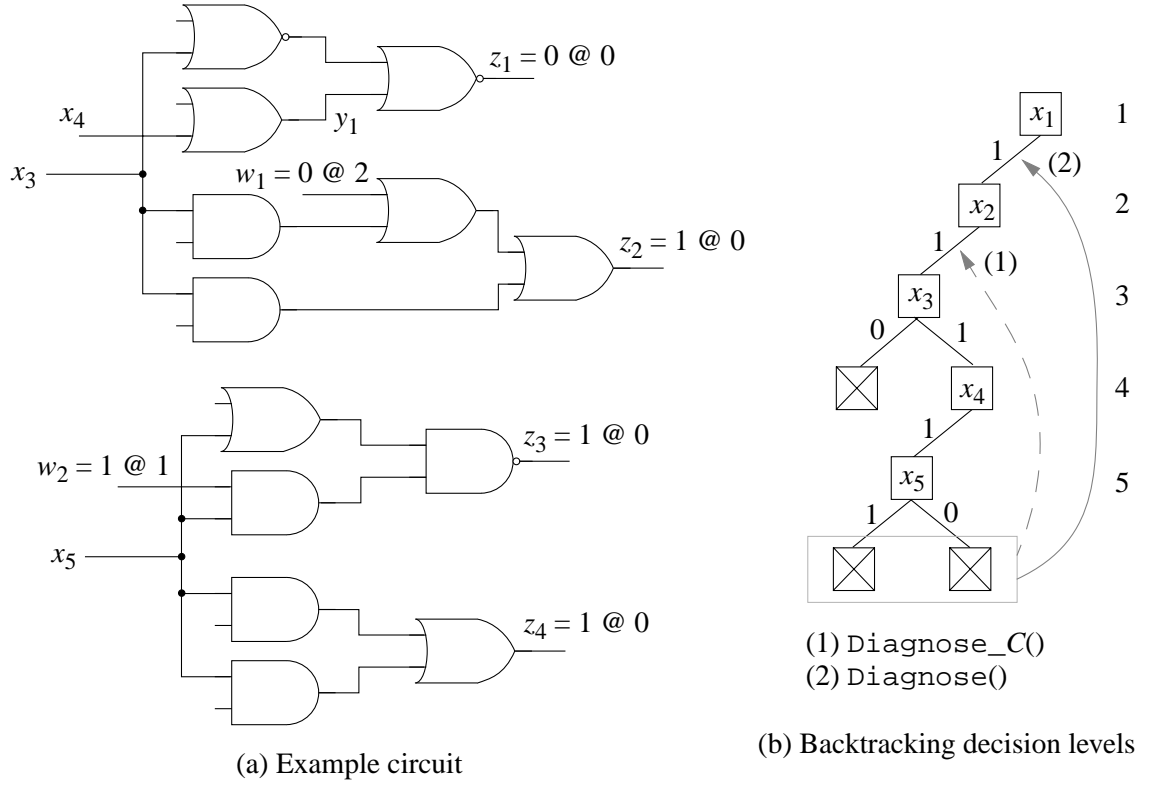 z1 = 0 @ 0
x4
y1
x3
w1 = 0 @ 2
z2 = 1 @ 0
z3 = 1 @ 0
w2 = 1 @ 1
x5
z4 = 1 @ 0
(a) Example circuit
x1
1
1
(2)
x2
2
1
(1)
x3
3
0
1
x4
4
1
x5
5
1
0
(1) Diagnose_C()
(2) Diagnose()
(b) Backtracking decision levels